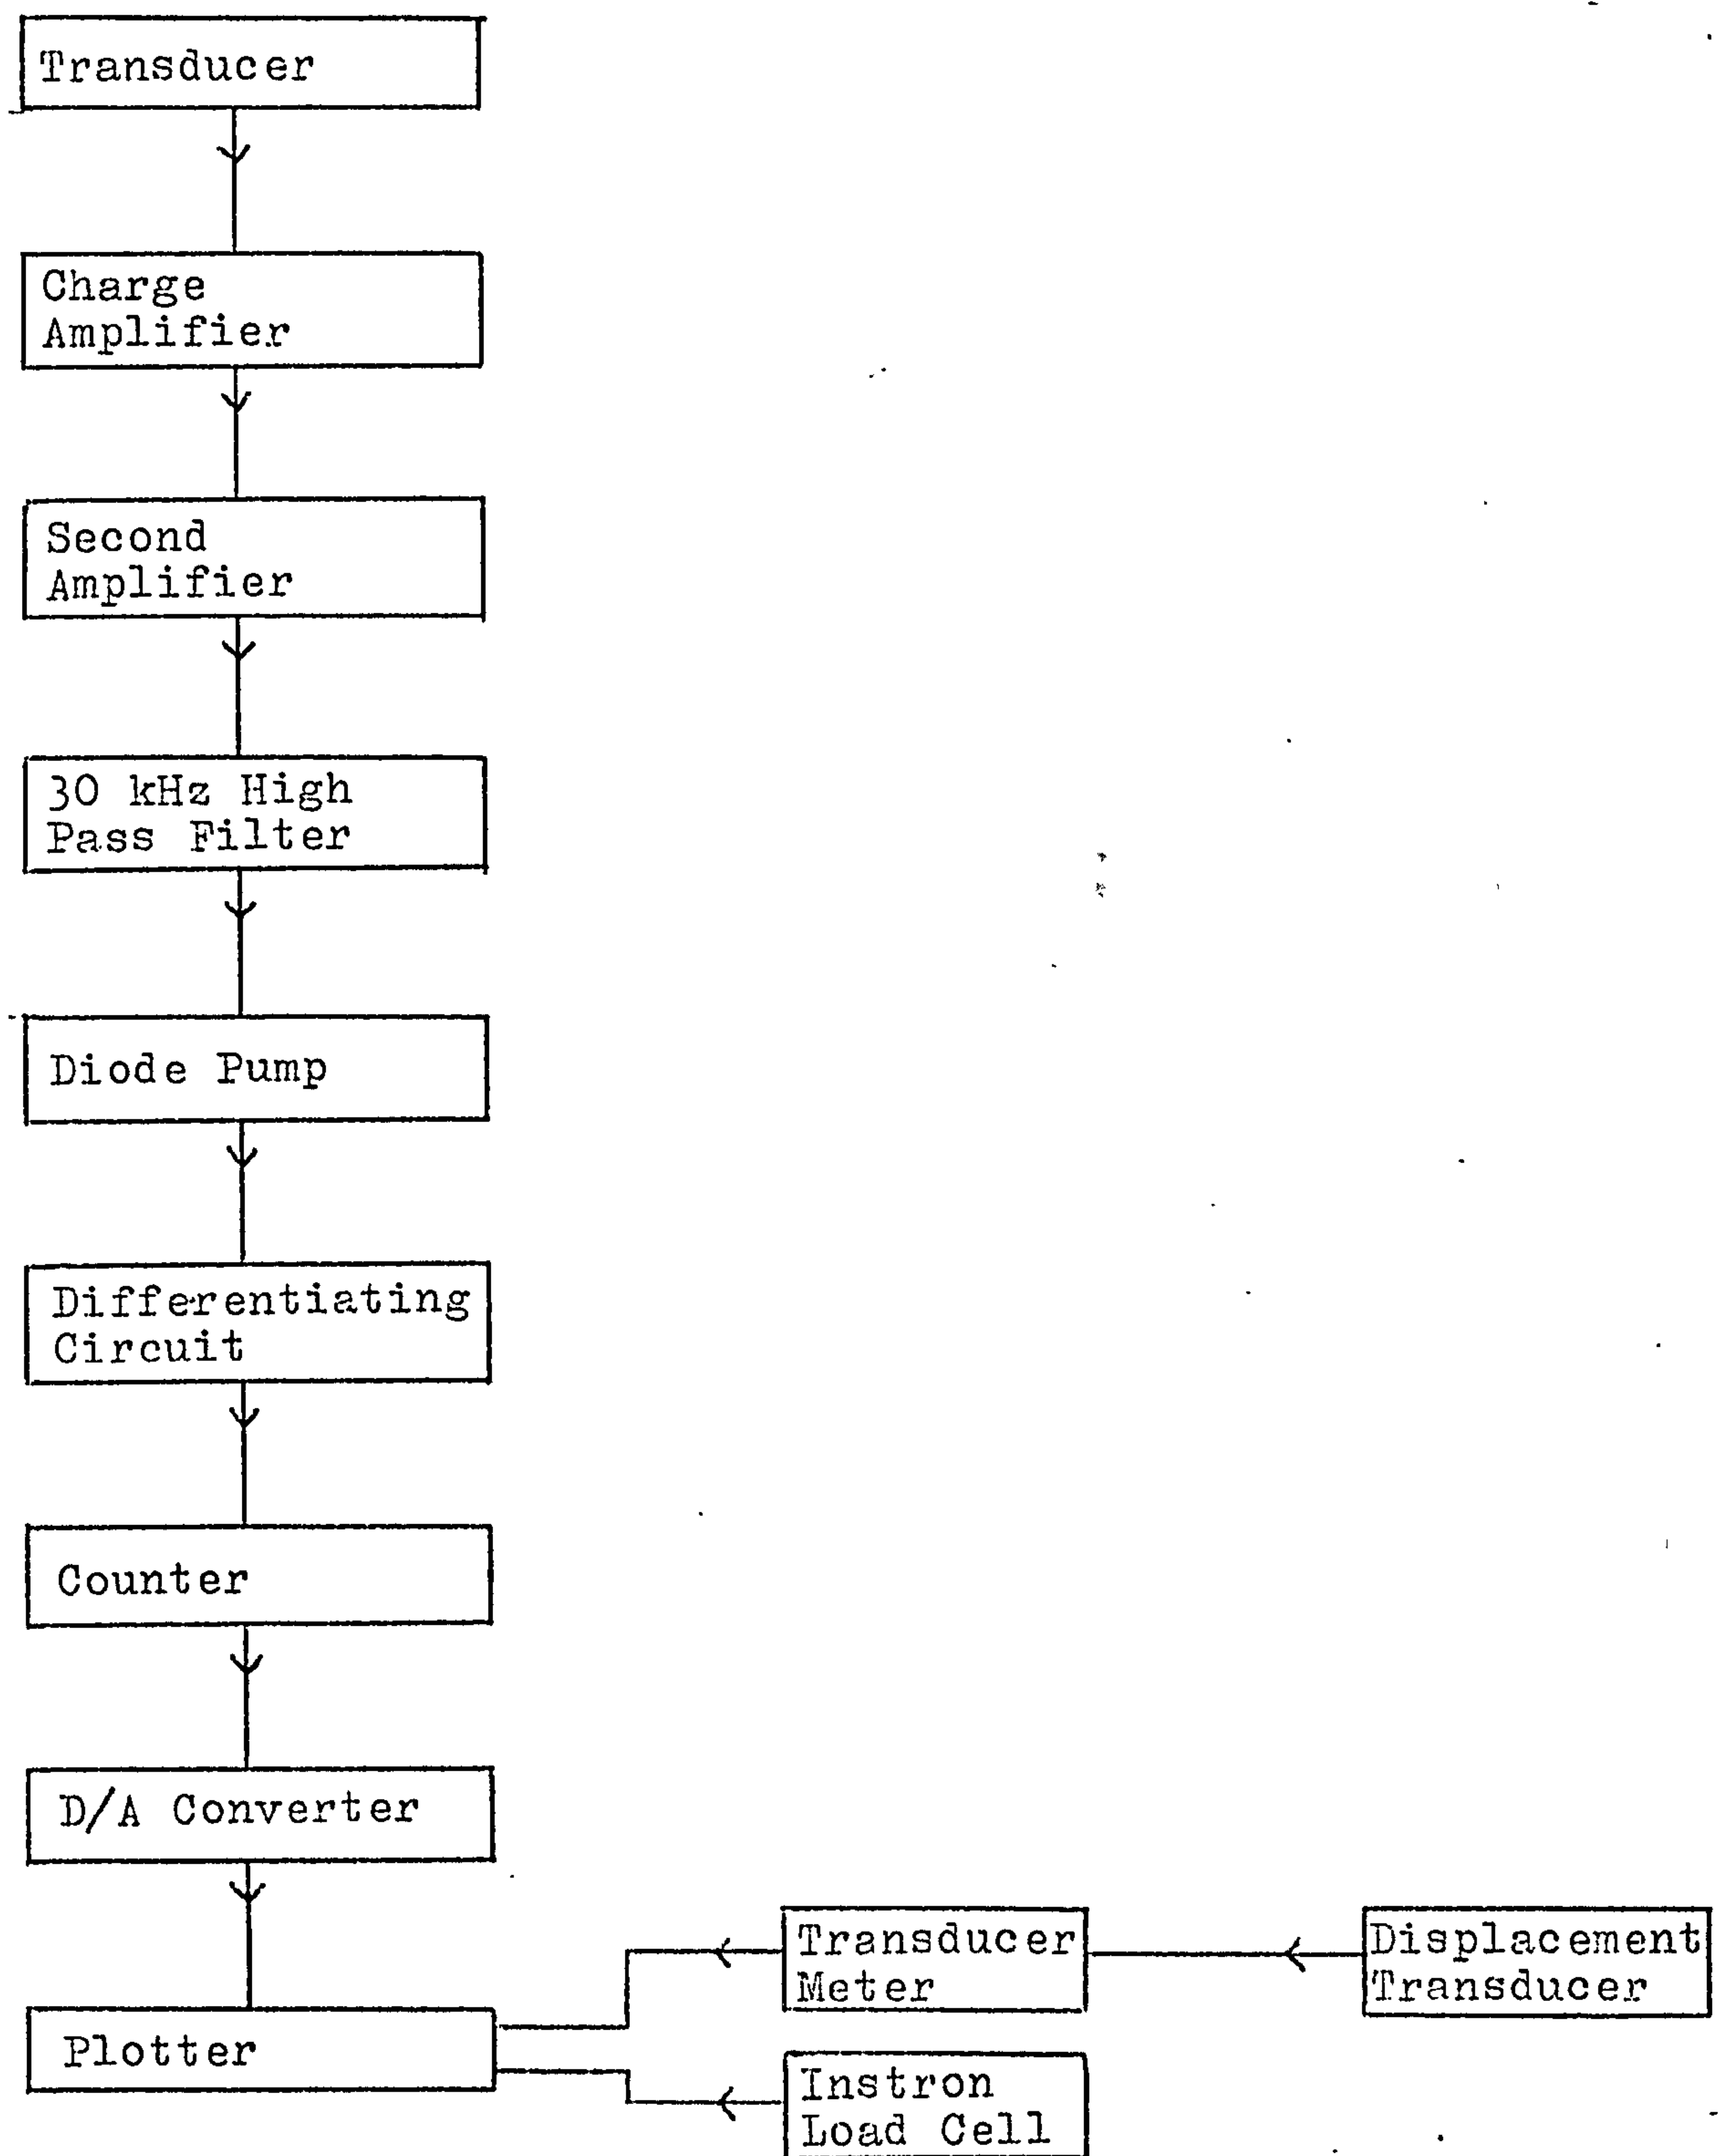 Transducer
Charge
Amplifier
Second
Amplifier
30 kHz High
Pass Filter
Diode Pump
Differentiating
Circuit
Counter
D/A Converter
Plotter
Transducer
Meter
Displacement
Transducer
Instron
Load Cell